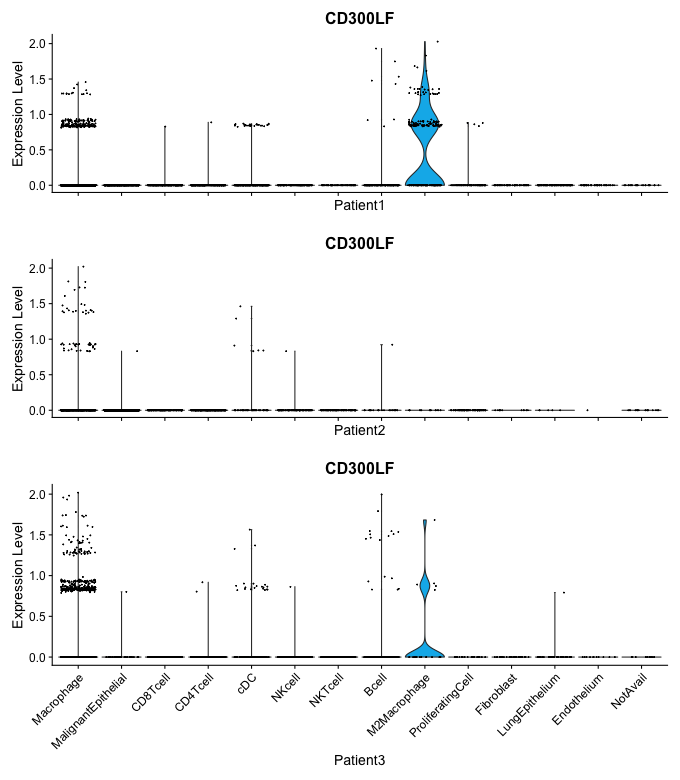 CD300LF
Expression Level
2.0
1.5
1.0
0.5
0.0
Patient1
CD300LF
Expression Level
2.0
1.5
1.0
0.5
0.0
Patient2
CD300LF
Expression Level
2.0
1.5
1.0
0.5
0.0
Macrophage
MalignantEpithelial
CD8Tcell
CD4Tcell
cDC
NKcell
NKTcell
Bcell
M2Macrophage
ProliferatingCell
Fibroblast
LungEpithelium
Endothelium
NotAvail
Patient3